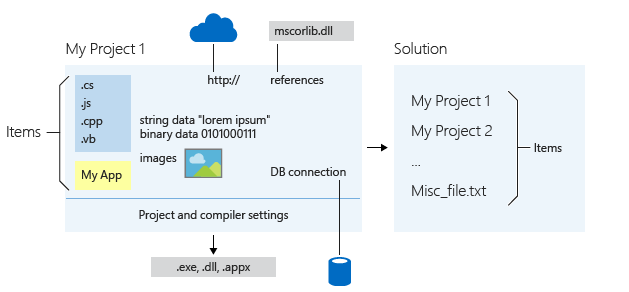 My Project 1
mscorlib.dll
http://
references
Items
.cs
.js
.cpp
.vb
My App
string data "lorem ipsum"
binary data 0101000111
images
DB connection
Project and compiler settings
.exe, .dll, .appx
Solution
My Project 1
My Project 2
...
Misc_file.txt
Items